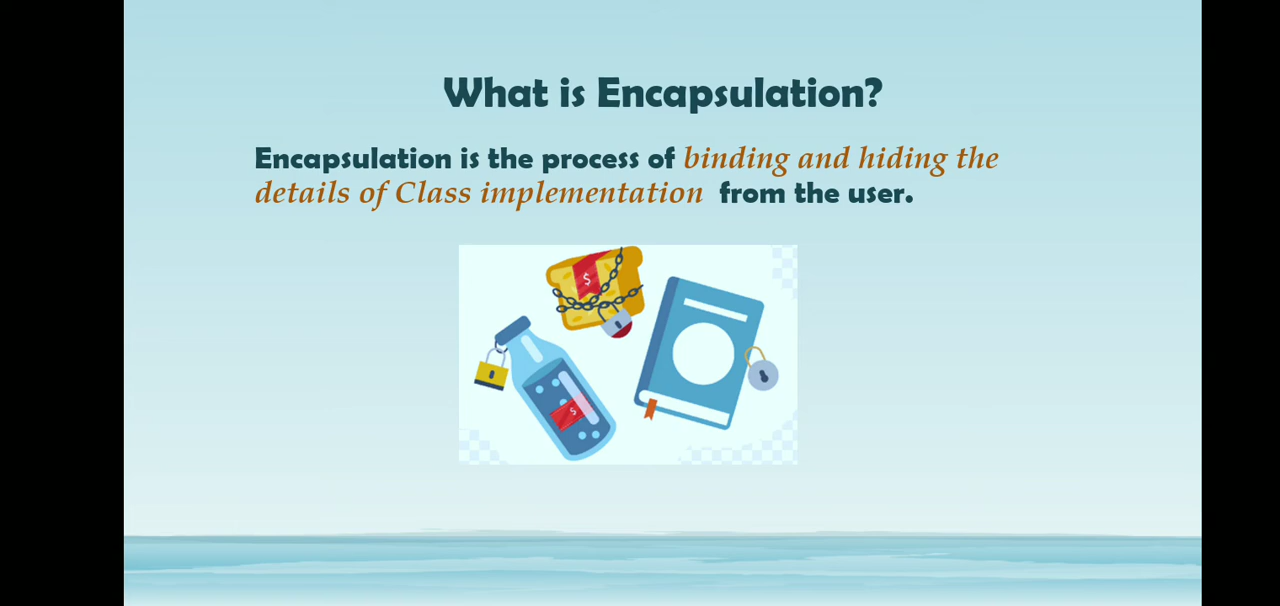 What is Encapsulation?
Encapsulation is the process of binding and hiding the
details of Class implementation from the user.
$
$